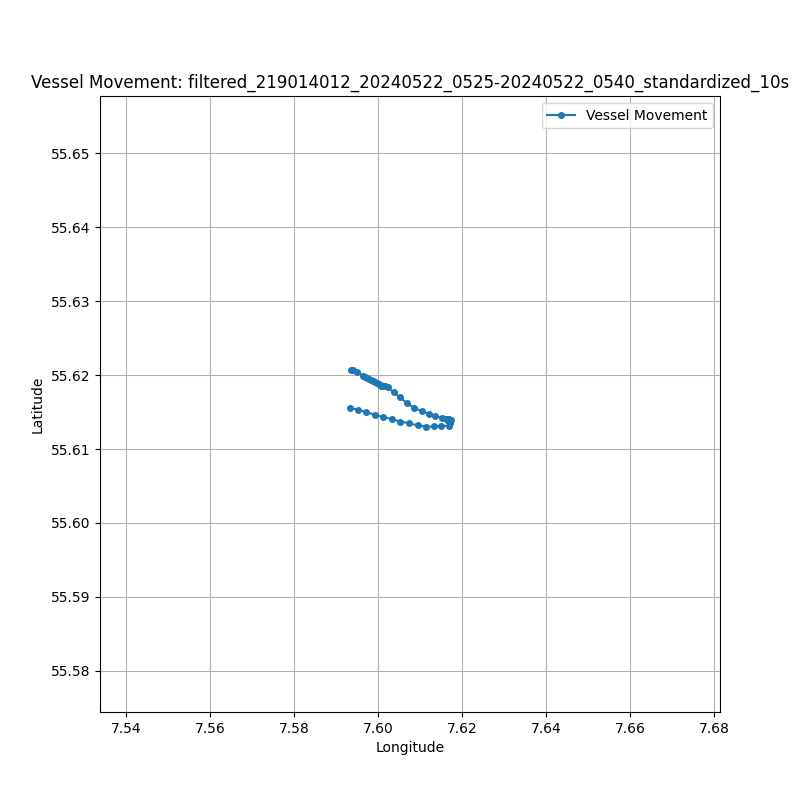 Vessel Movement: filtered_219014012_20240522_0525-20240522_0540_standardized_10s
Vessel Movement
55.65
55.64
55.63
55.62
55.61
55.60
55.59
55.58
Latitude
7.54 7.56 7.58 7.60 7.62 7.64 7.66 7.68
Longitude